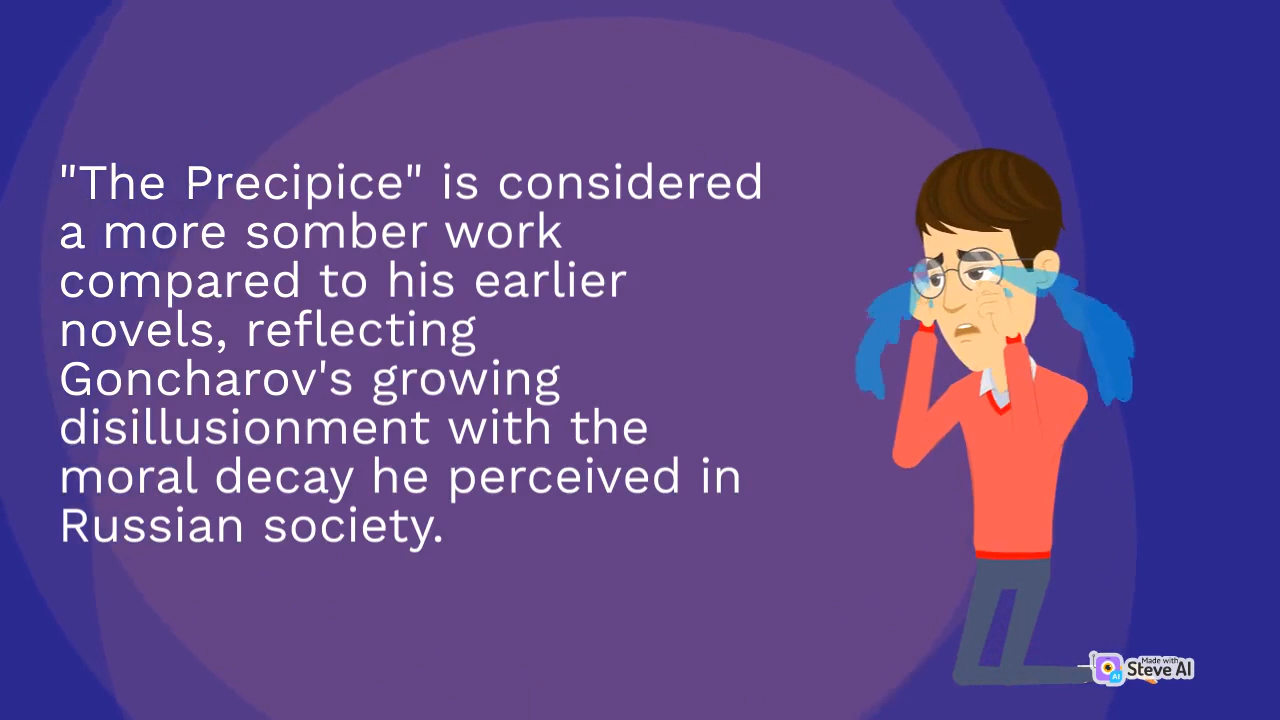 "The Precipice" is considered
a more somber work
compared to his earlier
novels, reflecting
Goncharov's growing
disillusionment with the
moral decay he perceived in
Russian society.
Made with
Steve AI
AI